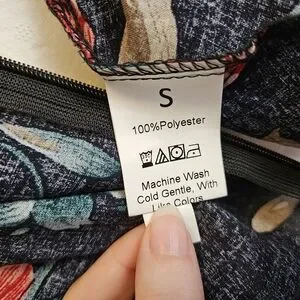 S
100%Polyester
Machine Wash
Cold Gentle, With
Like Colors